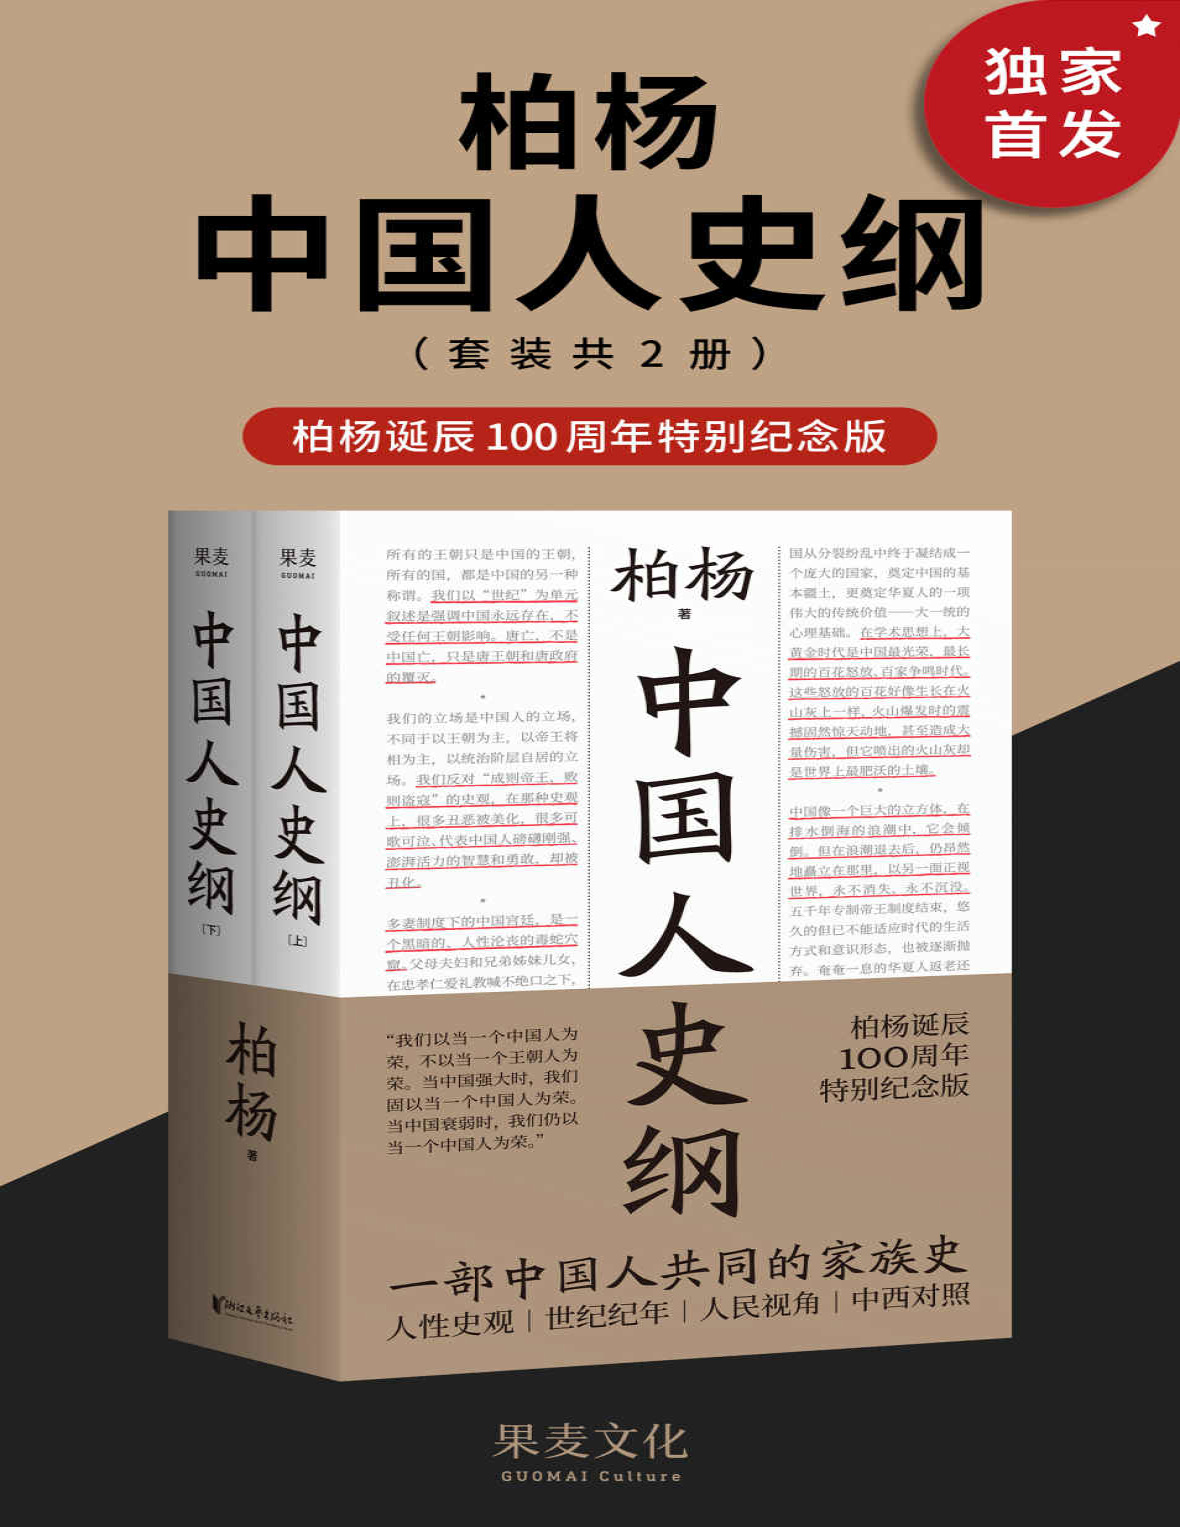 独家
首发
柏杨
中国人史纲
（套装共2册）
柏杨诞辰100周年特别纪念版
果麦
GUOMAI
中国人史纲
［下］
果麦
GUOMAI
中国人史纲
［上］
柏杨
著
浙江文艺出版社
所有的王朝只是中国的王朝，
所有的国，都是中国的另一种
称谓。我们以“世纪”为单元
叙述是强调中国永远存在，不
受任何王朝影响。唐亡，不是
中国亡，只是唐王朝和唐政府
的覆灭。
*
我们的立场是中国人的立场，
不同于以王朝为主，以帝王将
相为主，以统治阶层自居的立
场。我们反对“成则帝王，败
则盗寇”的史观，在那种史观
上，很多丑恶被美化，很多可
歌可泣、代表中国人磅礴刚强、
澎湃活力的智慧和勇敢，却被
丑化。
*
多妻制度下的中国宫廷，是一
个黑暗的、人性沦丧的毒蛇穴
窟。父母夫妇和兄弟姊妹儿女，
在忠孝仁爱礼教喊不绝口之下，
柏杨
著
中国人史纲
国从分裂纷乱中终于凝结成一
个庞大的国家，奠定中国的基
本疆土，更奠定华夏人的一项
伟大的传统价值——大一统的
心理基础。在学术思想上，大
黄金时代是中国最光荣、最长
期的百花怒放、百家争鸣时代。
这些怒放的百花好像生长在火
山灰上一样，火山爆发时的震
撼固然惊天动地，甚至造成大
量伤害，但它喷出的火山灰却
是世界上最肥沃的土壤。
*
中国像一个巨大的立方体，在
排水倒海的浪潮中，它会倾
倒。但在浪潮退去后，仍昂然
地矗立在那里，以另一面正视
世界，永不消失、永不沉没。
五千年专制帝王制度结束，悠
久的但已不能适应时代的生活
方式和意识形态，也被逐渐抛
弃。奄奄一息的华夏人返老还
“我们以当一个中国人为
荣，不以当一个王朝人为
荣。当中国强大时，我们
固以当一个中国人为荣。
当中国衰弱时，我们仍以
当一个中国人为荣。”
柏杨诞辰
100周年
特别纪念版
一部中国人共同的家族史
人性史观｜世纪纪年｜人民视角｜中西对照
果麦文化
GUOMAI Culture